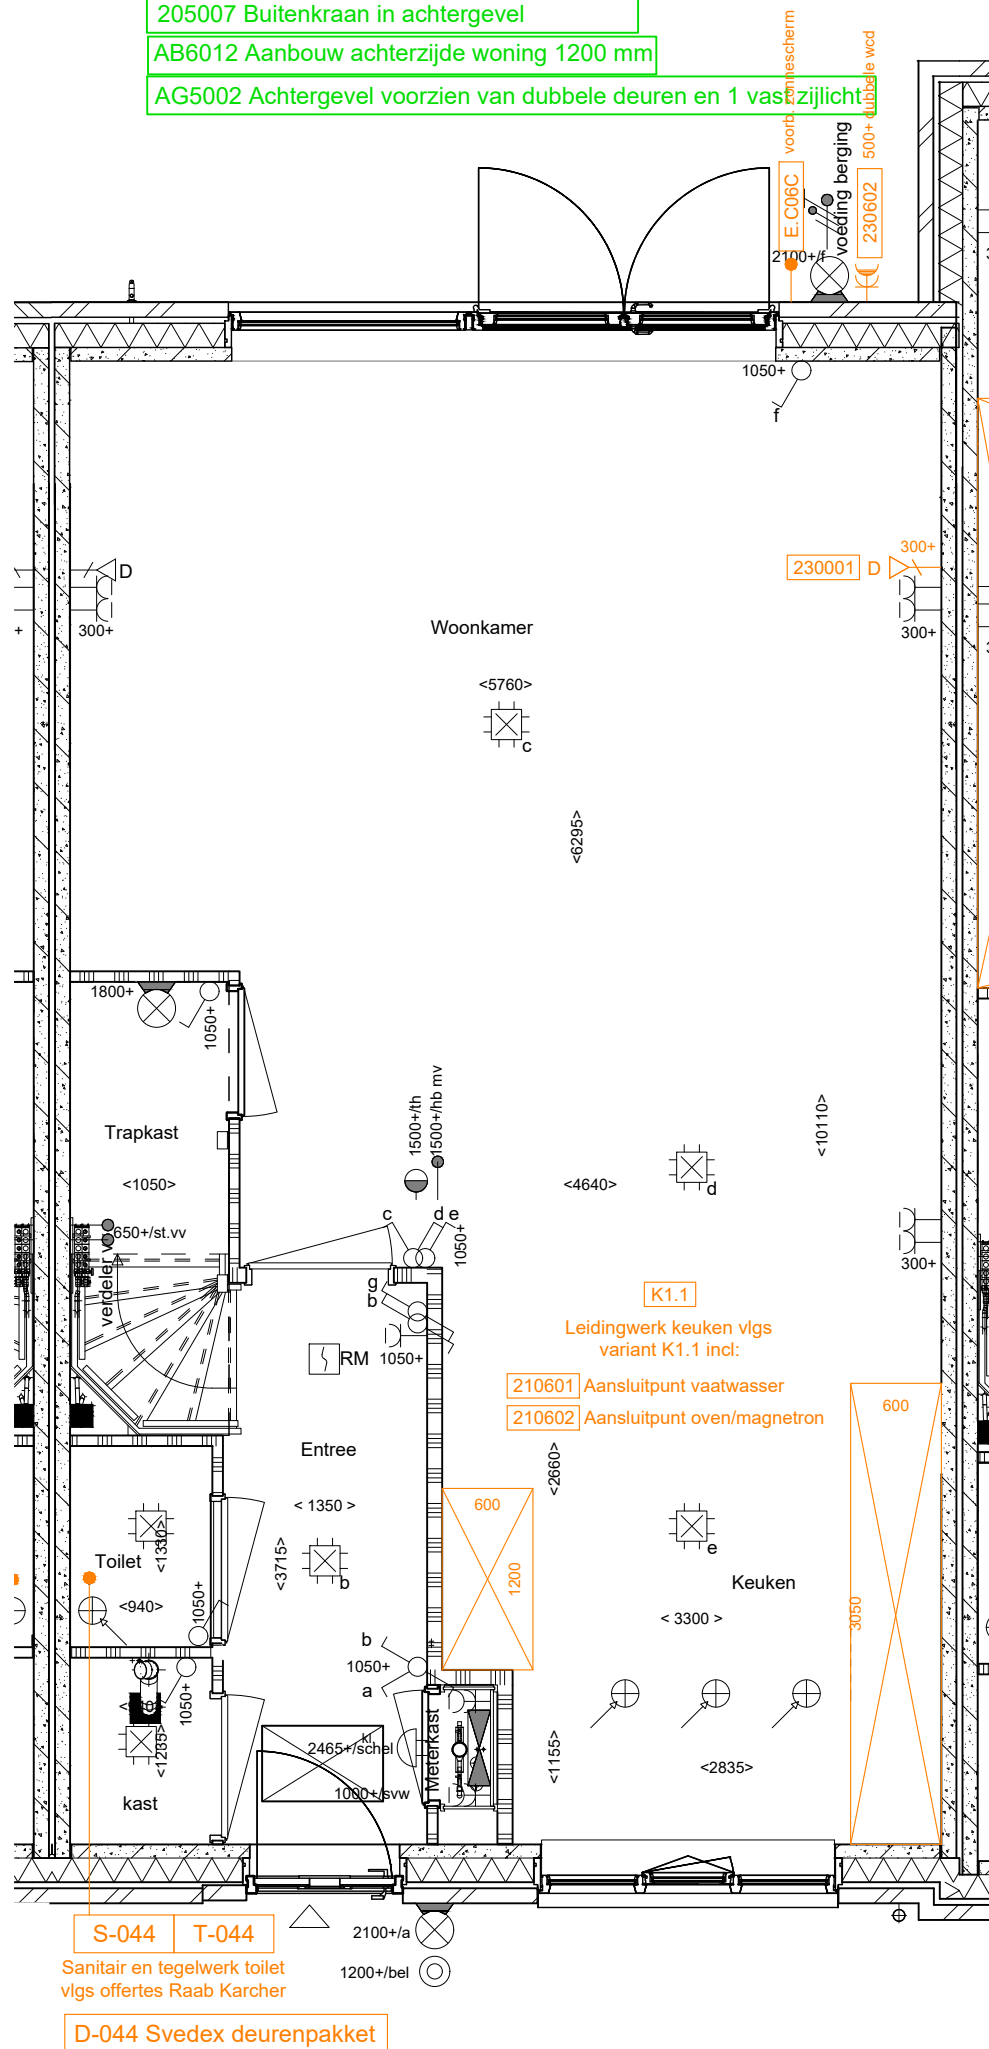 205007 Buitenkraan in achtergevel
AB6012 Aanbouw achterzijde woning 1200 mm
AG5002 Achtergevel voorzien van dubbele deuren en 1 vast zijlicht
voorb. zonnescherm
500+ dubbele wcd
E.C06C
voeding berging
230602
2100+/f
1050+
f
D
300+
+
300+
230001
D
300+
Woonkamer
<5760>
c
<6295>
1800+
1050+
Trapkast
<1050>
650+/st.vv
verdeler v
1500+/th
1500+/hb mv
c
d e
1050+
g
b
1050+
RM
<4640>
d
<10110>
300+
K1.1
Leidingwerk keuken vlgs
variant K1.1 incl:
210601 Aansluitpunt vaatwasser
210602 Aansluitpunt oven/magnetron
600
Entree
< 1350 >
<3715>
b
<2660>
600
1200
e
Keuken
< 3300 >
3050
<1330>
Toilet
<940>
1050+
b
1050+
a
1050+
<1235>
kast
kl
2465+/schel
1000+/svw
Meterkast
<1155>
<2835>
S-044
T-044
Sanitair en tegelwerk toilet
vlgs offertes Raab Karcher
2100+/a
1200+/bel
D-044 Svedex deurenpakket